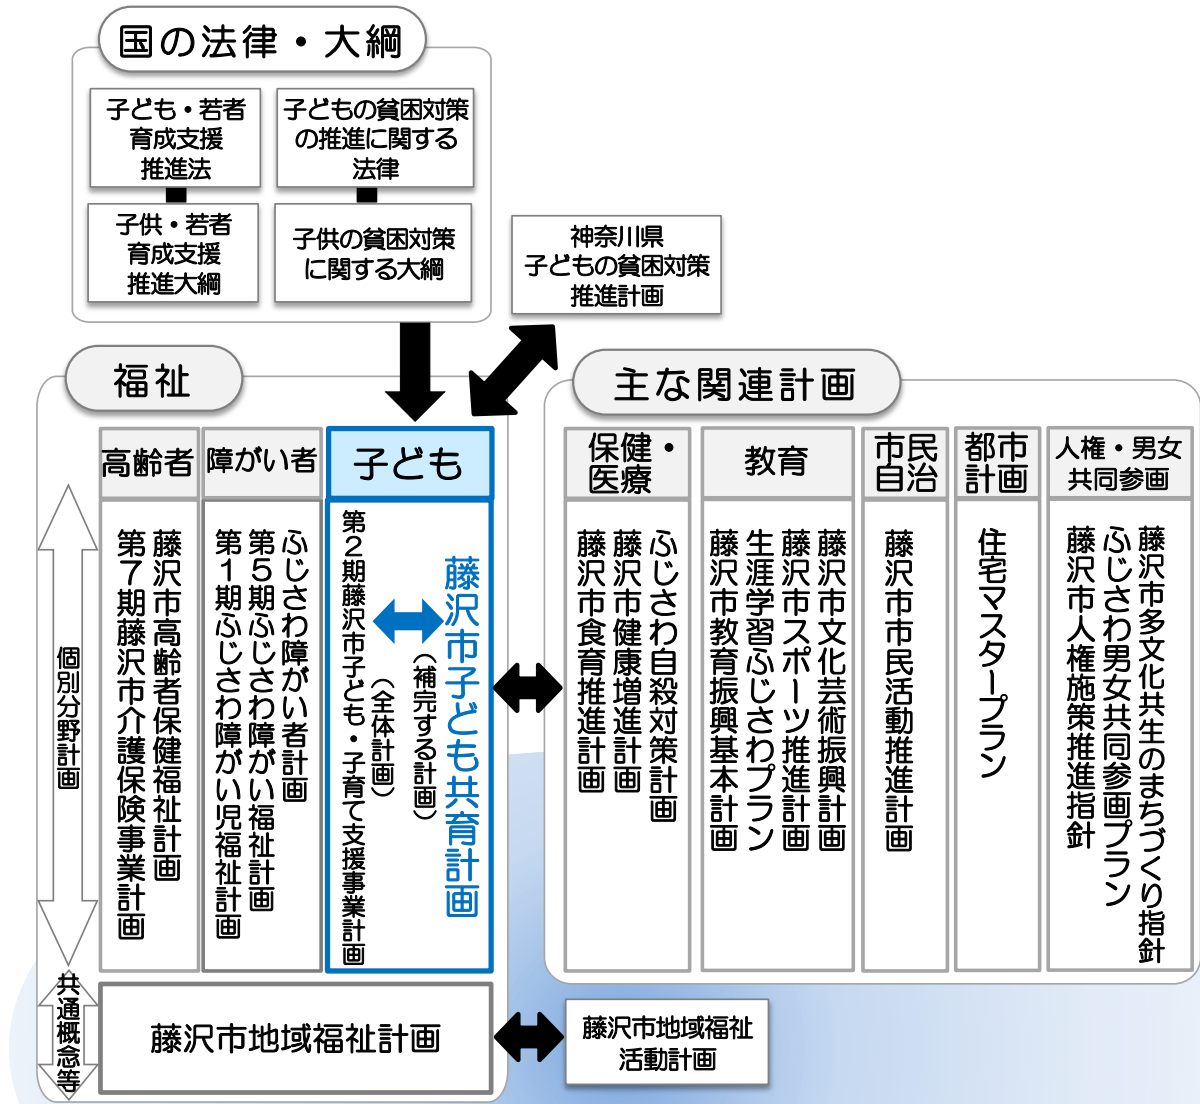 国の法律・大綱
子ども・若者
育成支援
推進法
子どもの貧困対策
の推進に関する
法律
子供・若者
育成支援
推進大綱
子供の貧困対策
に関する大綱
神奈川県
子どもの貧困対策
推進計画
福祉
高齢者
障がい者
子ども
個別分野計画
藤沢市高齢者保健福祉計画
第7期藤沢市介護保険事業計画
ふじさわ障がい者計画
第5期ふじさわ障がい福祉計画
第1期ふじさわ障がい児福祉計画
藤沢市子ども共育計画
(補完する計画)
(全体計画)
第2期藤沢市子ども・子育て支援事業計画
共通概念等
藤沢市地域福祉計画
主な関連計画
保健・
医療
ふじさわ自殺対策計画
藤沢市健康増進計画
藤沢市食育推進計画
教育
藤沢市文化芸術振興計画
藤沢市スポーツ推進計画
生涯学習ふじさわプラン
藤沢市教育振興基本計画
市民
自治
藤沢市市民活動推進計画
都市
計画
住宅マスタープラン
人権・男女
共同参画
藤沢市多文化共生のまちづくり指針
ふじさわ男女共同参画プラン
藤沢市人権施策推進指針
藤沢市地域福祉
活動計画